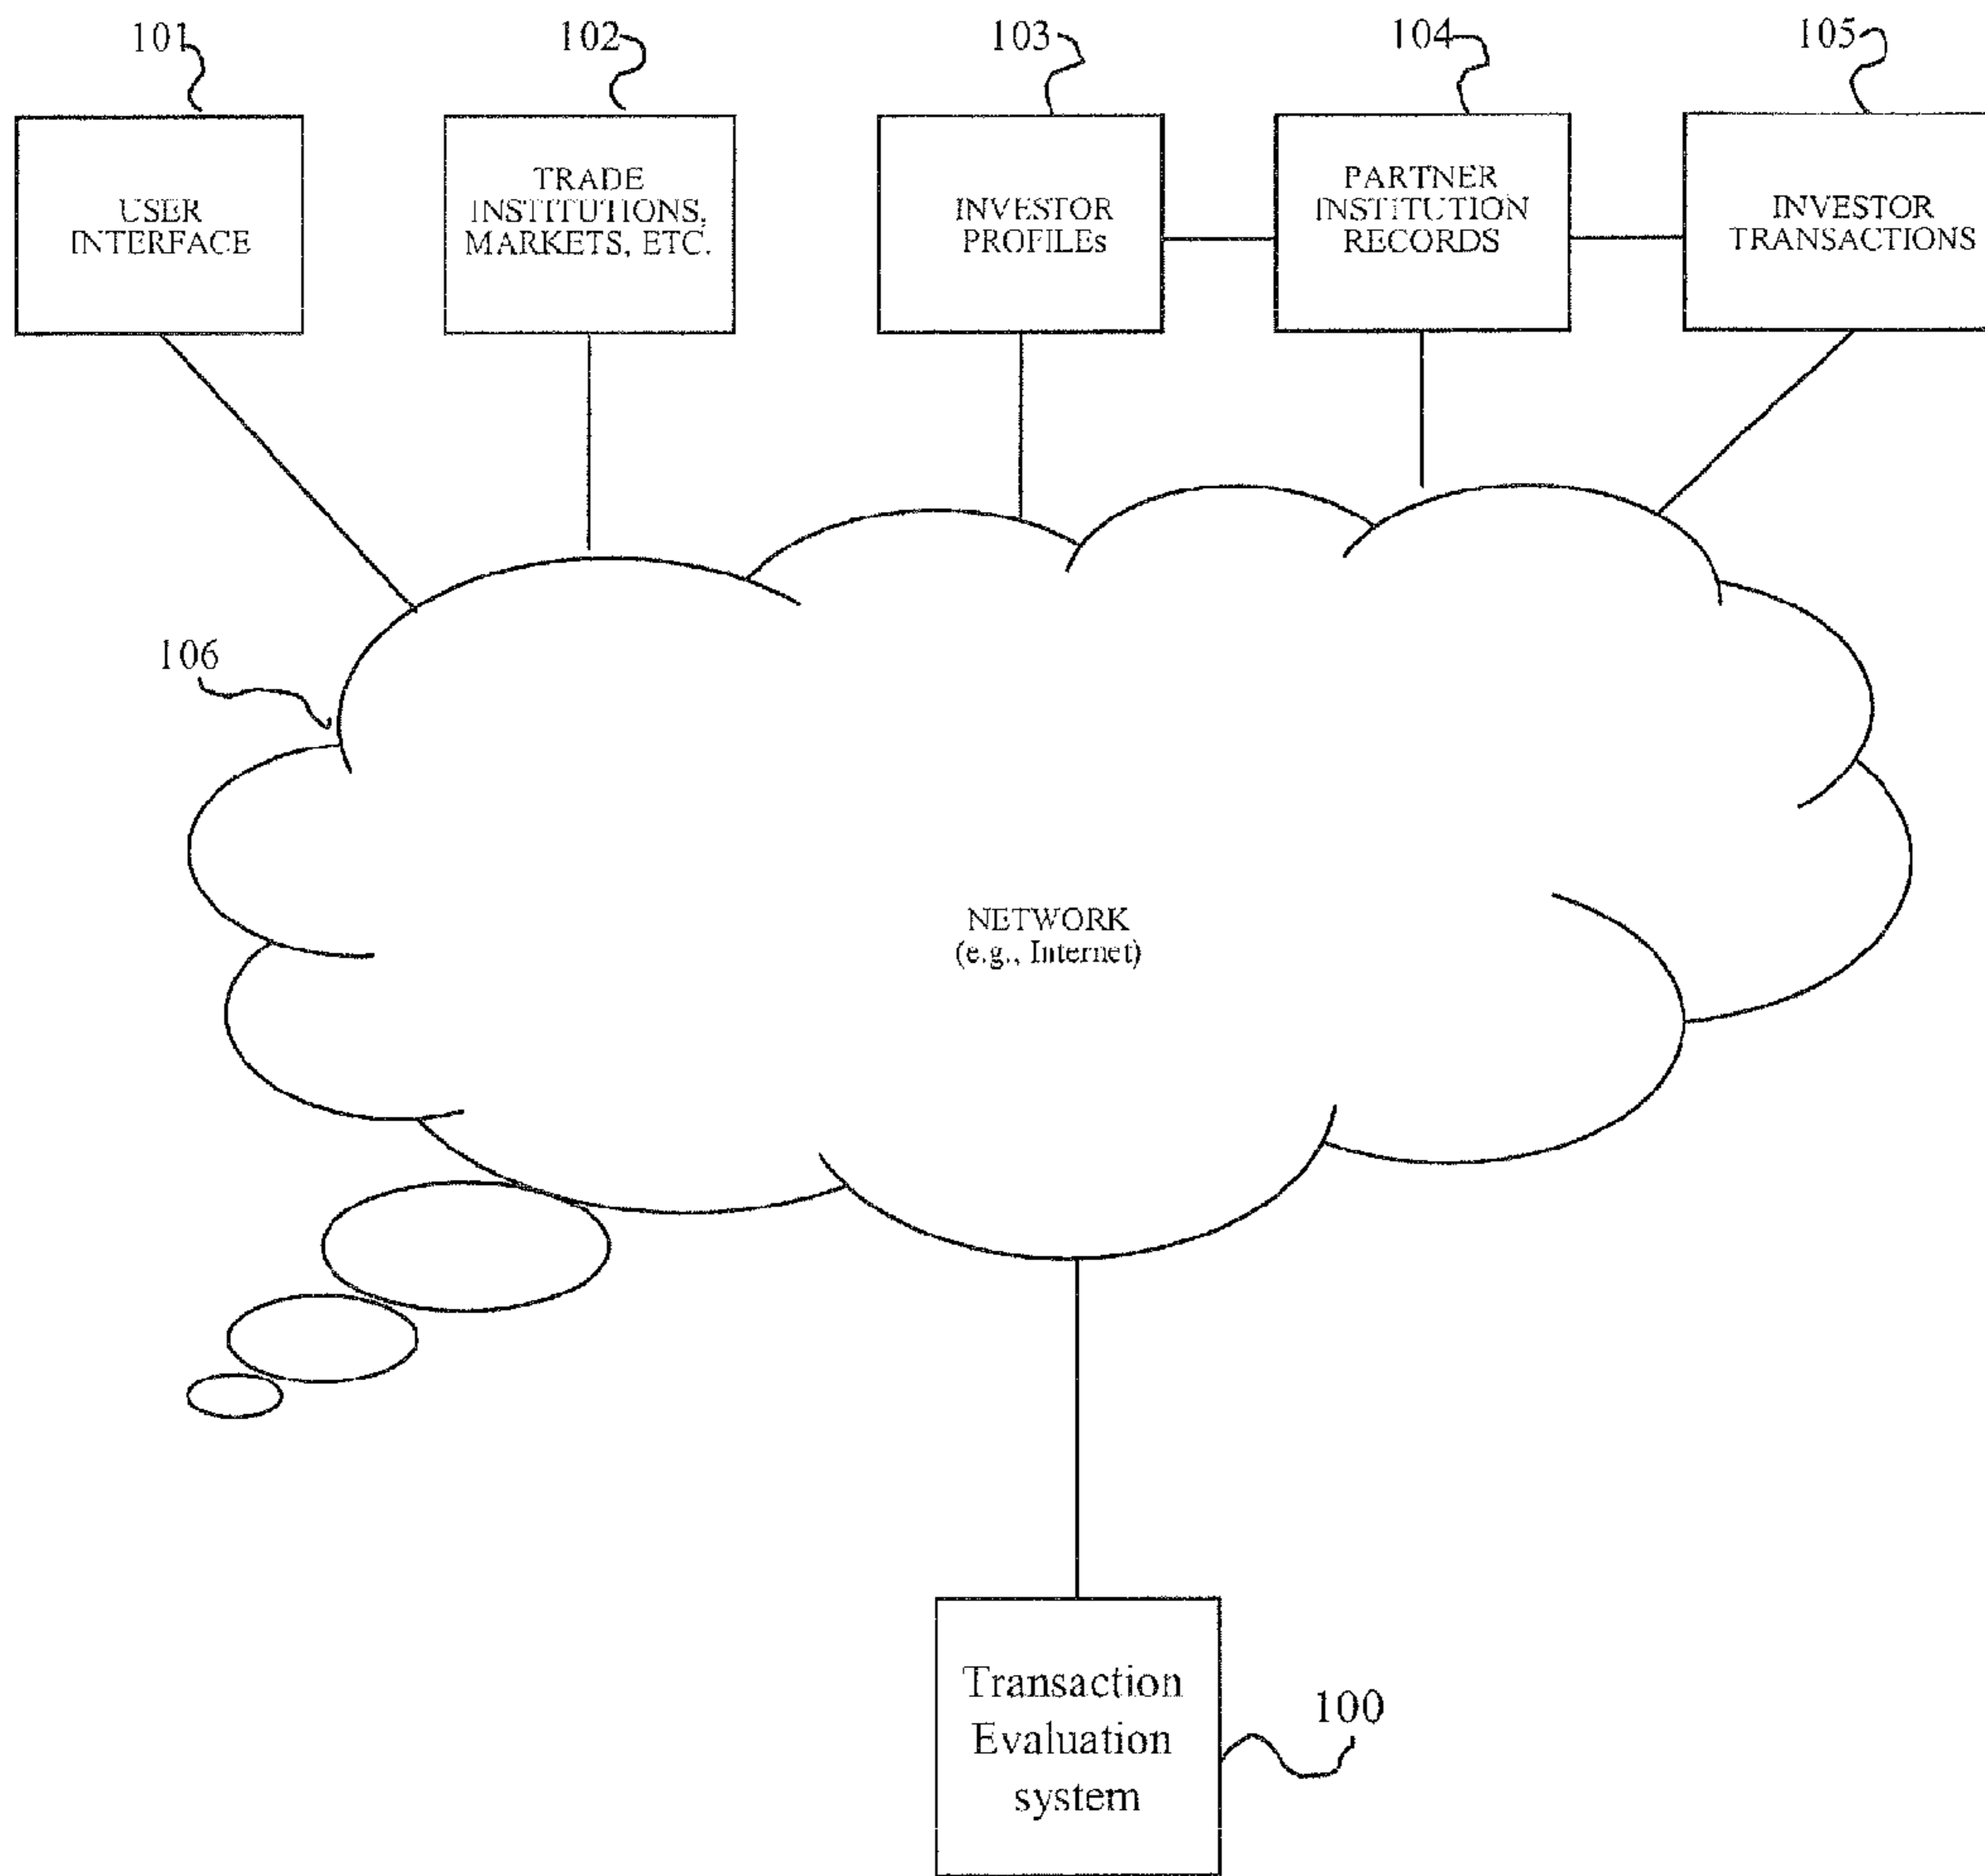 101
102
103
104
105
USER
INTERFACE
TRADE
INSTITUTIONS,
MARKETS, ETC.
INVESTOR
PROFILEs
PARTNER
INSTITUTION
RECORDS
INVESTOR
TRANSACTIONS
106
NETWORK
(e.g., Internet)
Transaction
Evaluation
system
100